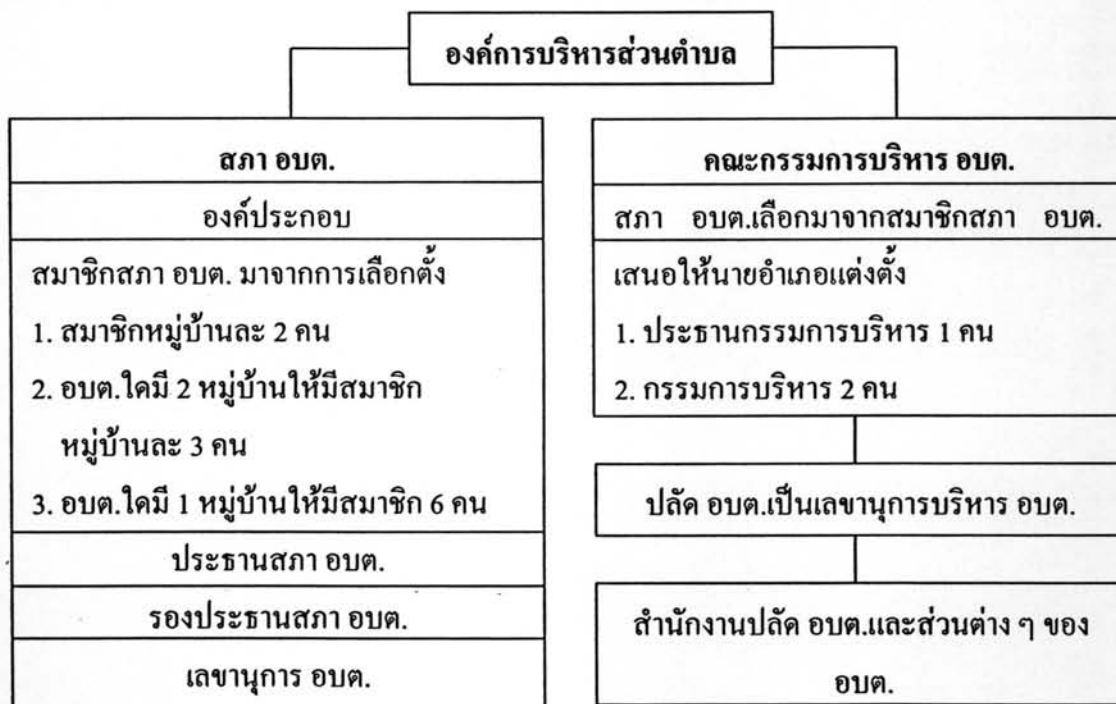 องค์การบริหารส่วนตำบล
สภา อบต.
องค์ประกอบ
สมาชิกสภา อบต. มาจากการเลือกตั้ง
1. สมาชิกหมู่บ้านละ 2 คน
2. อบต.ใดมี 2 หมู่บ้านให้มีสมาชิก
หมู่บ้านละ 3 คน
3. อบต.ใดมี 1 หมู่บ้านให้มีสมาชิก 6 คน
ประธานสภา อบต.
รองประธานสภา อบต.
เลขานุการ อบต.
คณะกรรมการบริหาร อบต.
สภา อบต.เลือกมาจากสมาชิกสภา อบต.
เสนอให้นายอำเภอแต่งตั้ง
1. ประธานกรรมการบริหาร 1 คน
2. กรรมการบริหาร 2 คน
ปลัด อบต.เป็นเลขานุการบริหาร อบต.
สำนักงานปลัด อบต.และส่วนต่าง ๆ ของ
อบต.